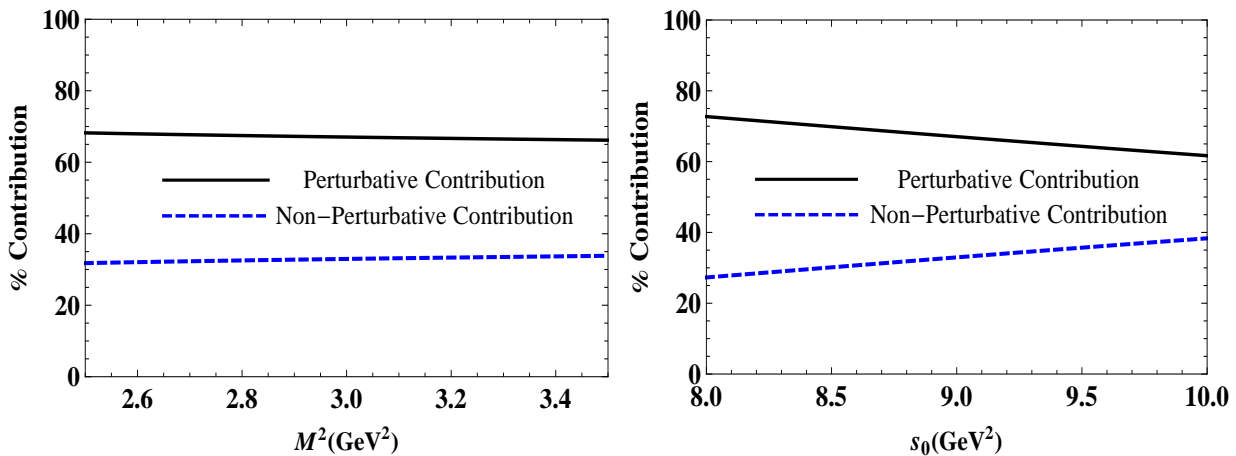 100
80
60
40
20
0
% Contribution
Perturbative Contribution
Non−Perturbative Contribution
2.6 2.8 3.0 3.2 3.4
M²(GeV²)
100
80
60
40
20
0
% Contribution
Perturbative Contribution
Non−Perturbative Contribution
8.0 8.5 9.0 9.5 10.0
s₀(GeV²)